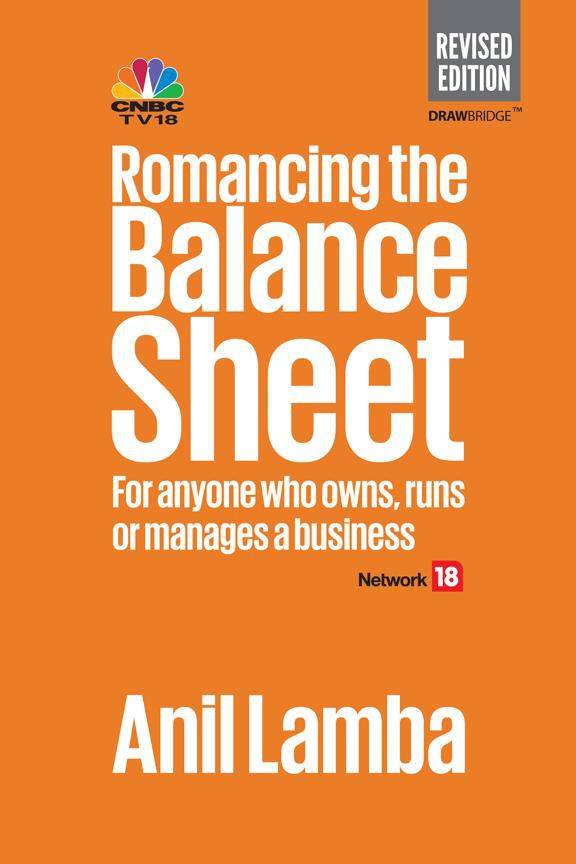 REVISED
EDITION
DRAWBRIDGE™
CNBC
TV18
Romancing the
Balance
Sheet
For anyone who owns, runs
or manages a business
Network 18
Anil Lamba